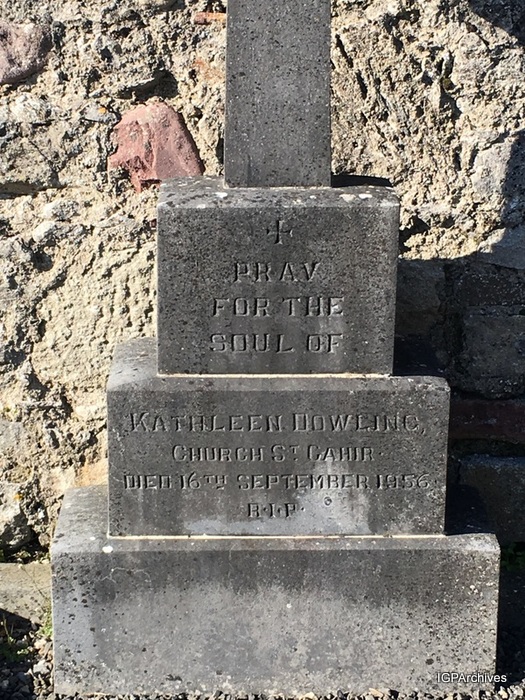 PRAY
FOR THE
SOUL OF
KATHLEEN DOWLING,
CHURCH ST CAHIR.
DIED 16TH SEPTEMBER 1956.
R.I.P.
IGPArchives